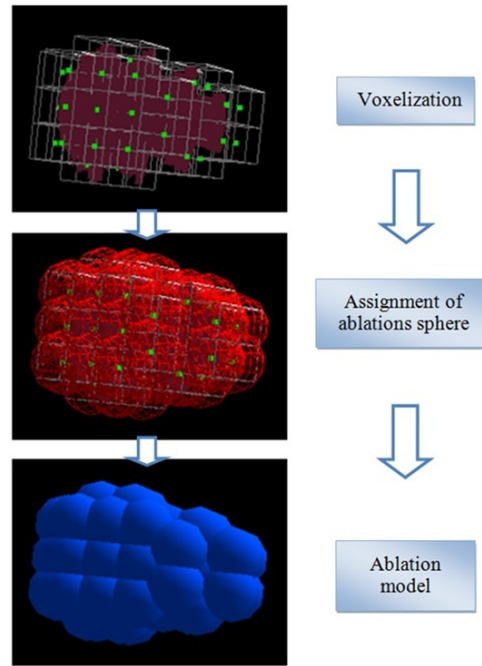 Voxelization
Assignment of
ablations sphere
Ablation
model